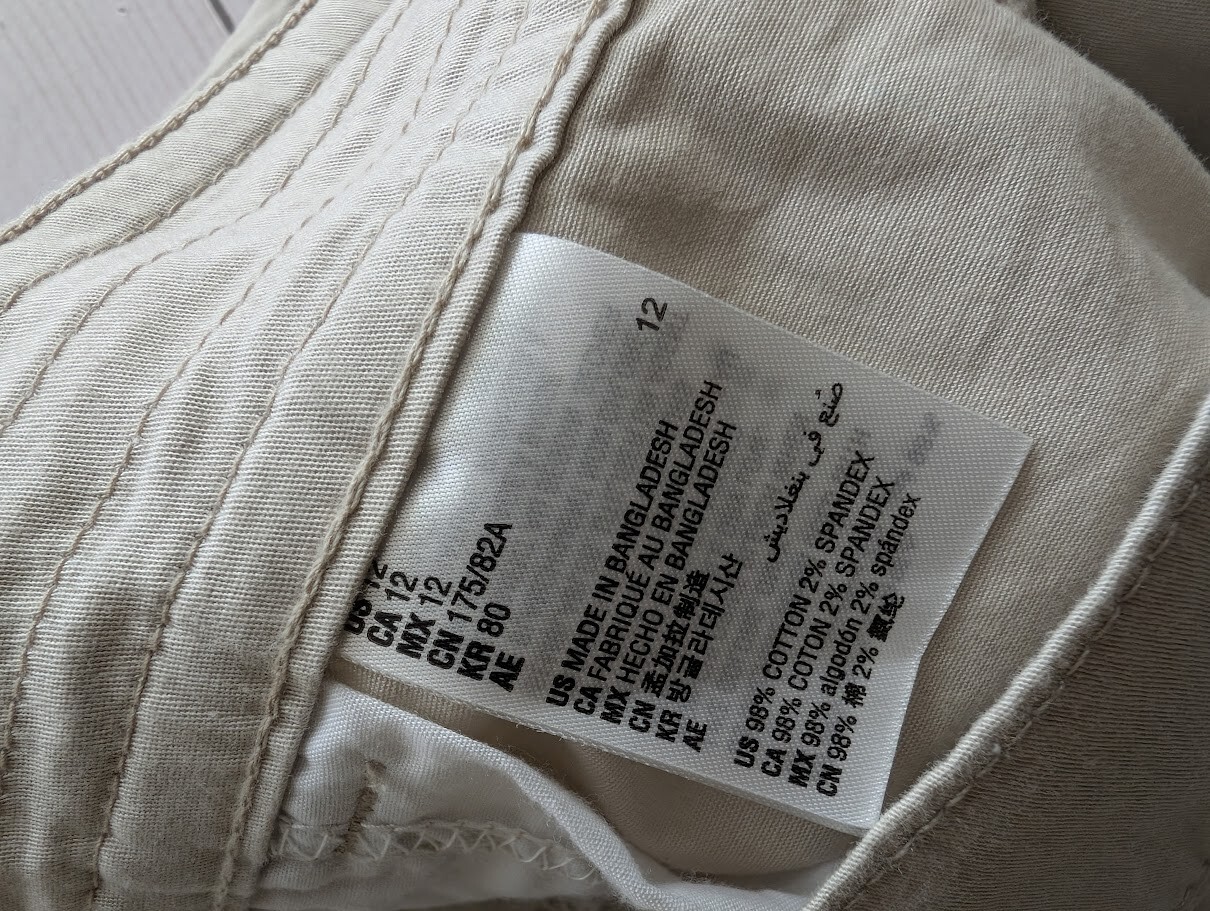 US 12
CA 12
MX 12
CN 175/82A
KR 80
AE 12
US MADE IN BANGLADESH
CA FABRIQUÉ AU BANGLADESH
MX HECHO EN BANGLADESH
CN 孟加拉制造
KR 방글라데시산
AE صُنع في بنغلاديش
US 98% COTTON 2% SPANDEX
CA 98% COTON 2% SPANDEX
MX 98% algodón 2% spandex
CN 98% 棉 2% 氨纶